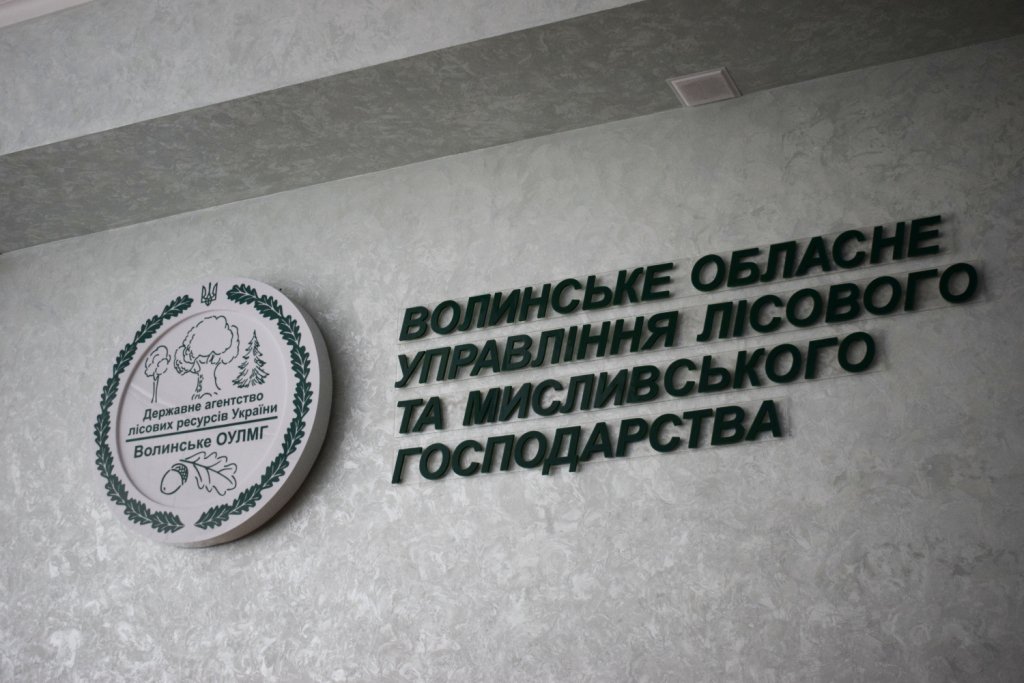 Державне агентство
лісових ресурсів України
Волинське ОУЛМГ
ВОЛИНСЬКЕ ОБЛАСНЕ
УПРАВЛІННЯ ЛІСОВОГО
ТА МИСЛИВСЬКОГО
ГОСПОДАРСТВА